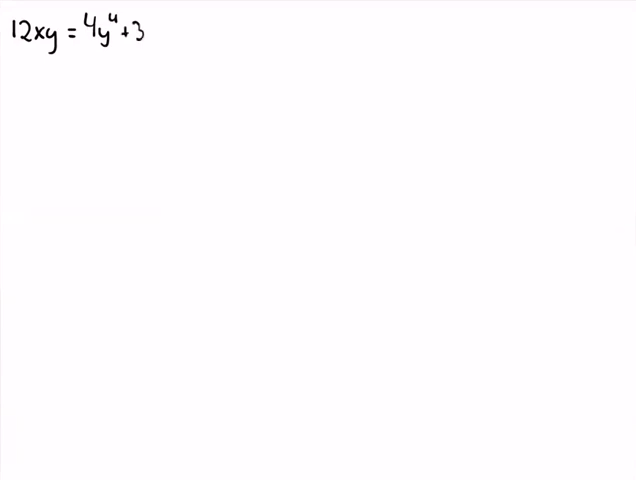 12xy = 4y⁴ + 3